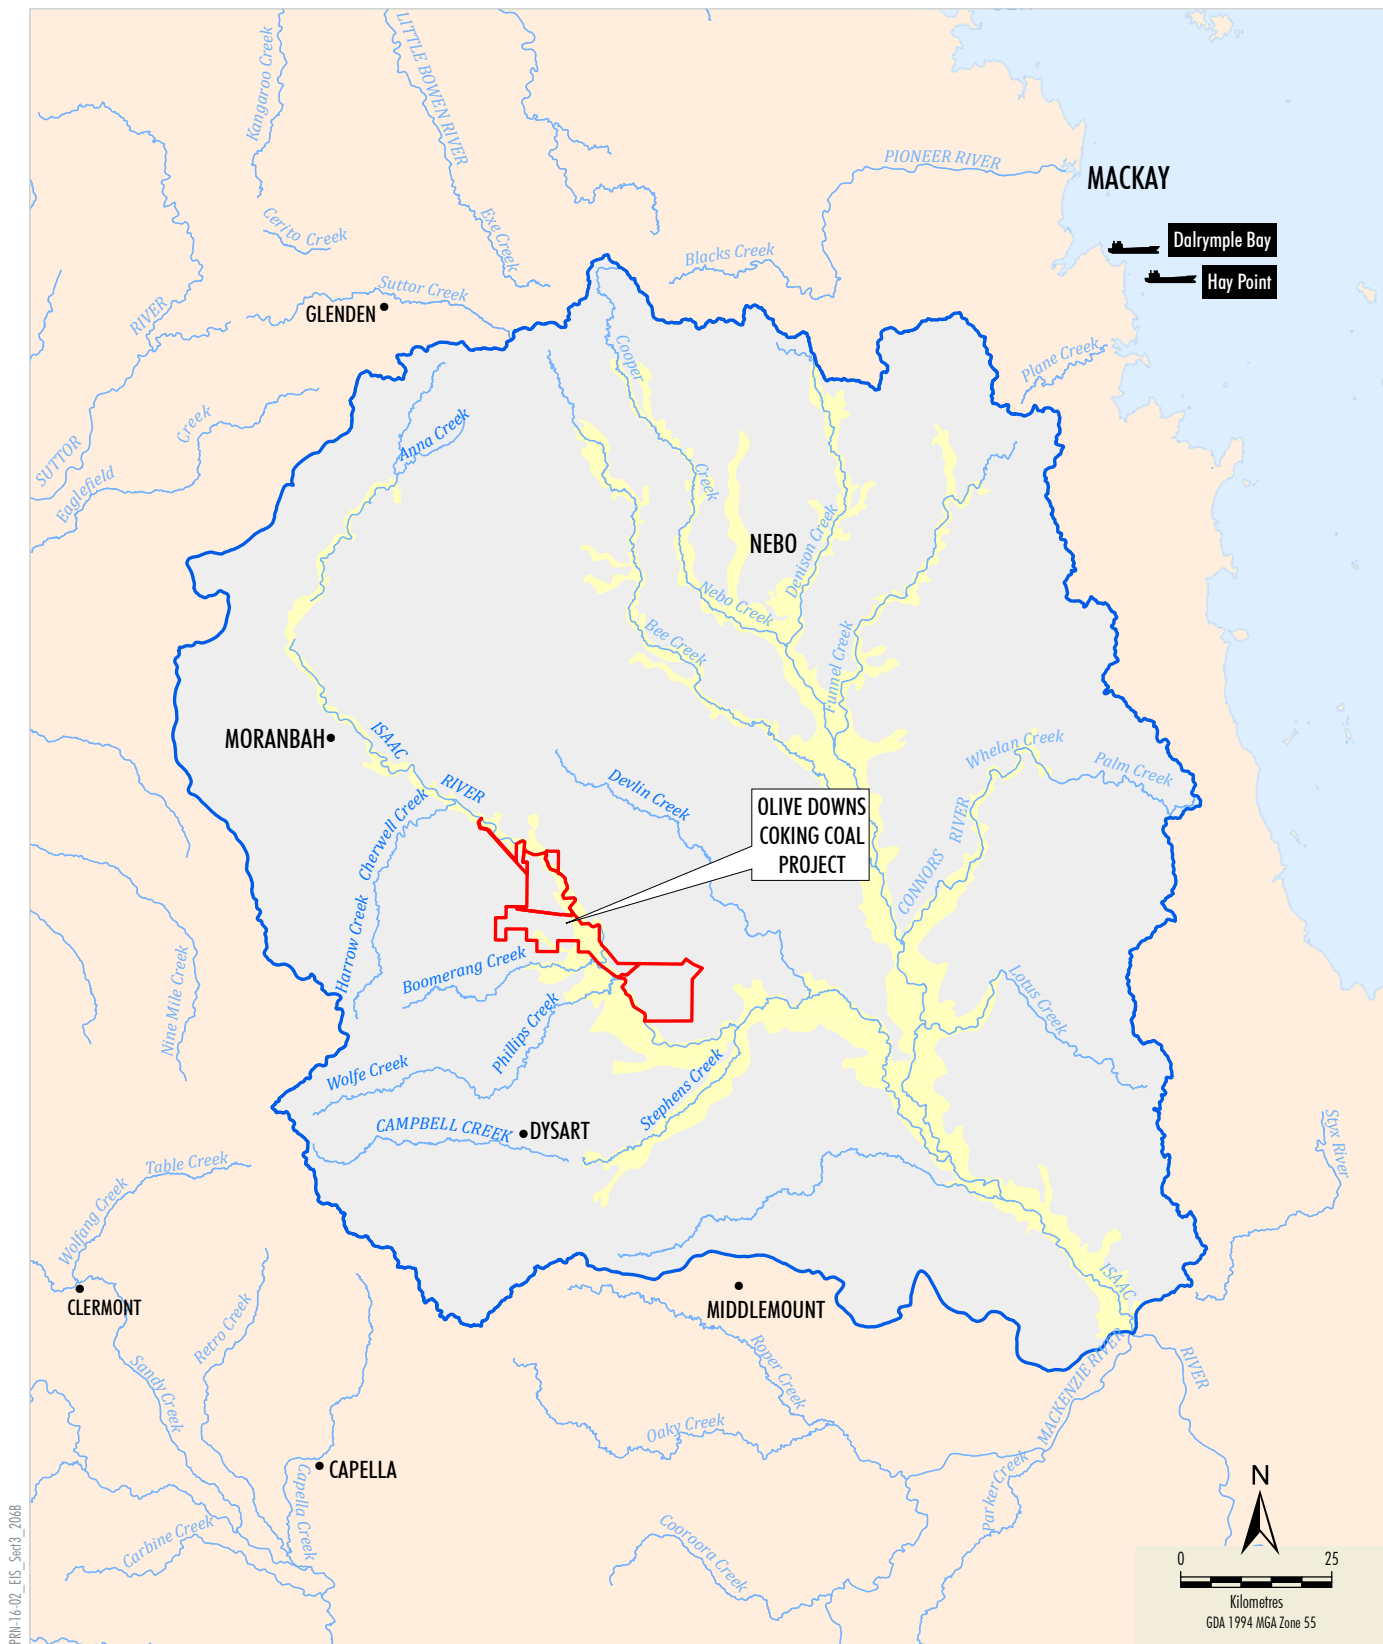 Kangaroo Creek
LITTLE BOWEN RIVER
PIONEER RIVER
MACKAY
Cerito Creek
Exe Creek
Blacks Creek
Dalrymple Bay
Hay Point
Suttor Creek
GLENDEN
RIVER
Cooper
Plane Creek
Creek
Anna Creek
SUTTOR
Eaglefield
Creek
NEBO
Denison Creek
Nebo Creek
Bee Creek
Funnel Creek
MORANBAH
ISAAC
RIVER
Whelan Creek
Palm Creek
Devlin Creek
OLIVE DOWNS
COKING COAL
PROJECT
RIVER
CONNORS
Cherwell Creek
Harrow Creek
Boomerang Creek
Lotus Creek
Nine Mile Creek
Phillips Creek
Wolfe Creek
Stephens Creek
CAMPBELL CREEK
DYSART
Styx River
Table Creek
Wolfang Creek
ISAAC
CLERMONT
MIDDLEMOUNT
Retro Creek
Roper Creek
MACKENZIE RIVER
RIVER
Sandy Creek
Oaky Creek
CAPELLA
Capella Creek
Parker Creek
N
Carbine Creek
Cooroora Creek
0 25
Kilometres
GDA 1994 MGA Zone 55
PRN-16-02_EIS_Sect3_206B